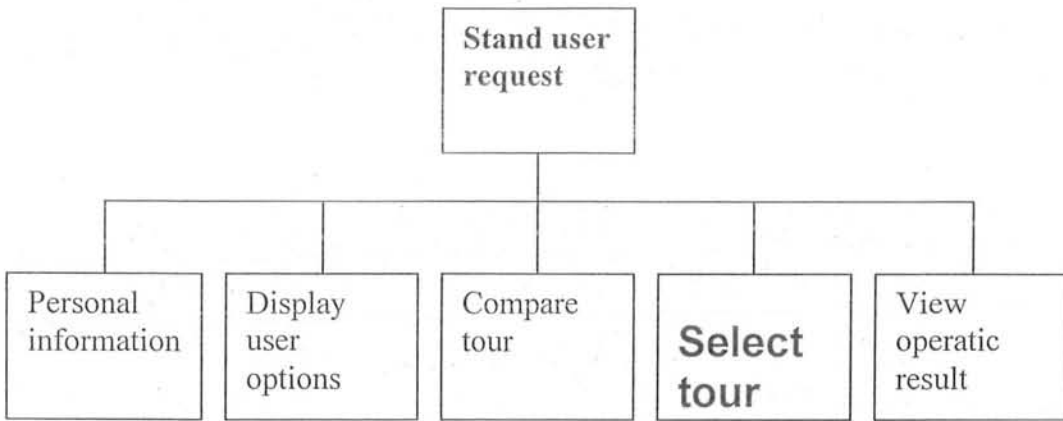 Stand user
request
Personal
information
Display
user
options
Compare
tour
Select
tour
View
operatic
result